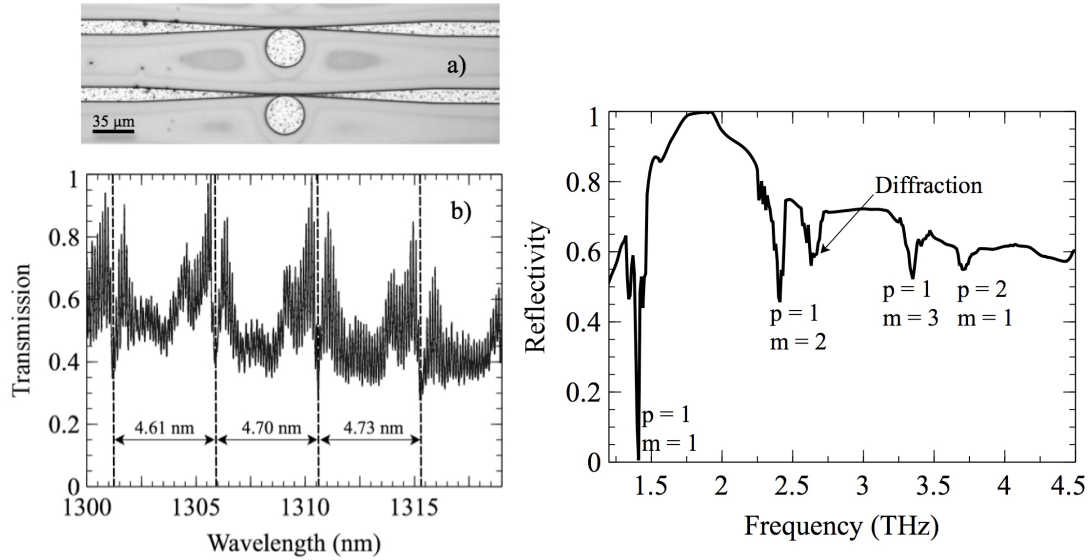 a)
35 µm
b)
Transmission
1
0.8
0.6
0.4
0.2
0
4.61 nm
4.70 nm
4.73 nm
1300
1305
1310
1315
Wavelength (nm)
Reflectivity
1
0.8
0.6
0.4
0.2
0
Diffraction
p = 1
m = 2
p = 1
m = 3
p = 2
m = 1
p = 1
m = 1
1.5
2
2.5
3
3.5
4
4.5
Frequency (THz)